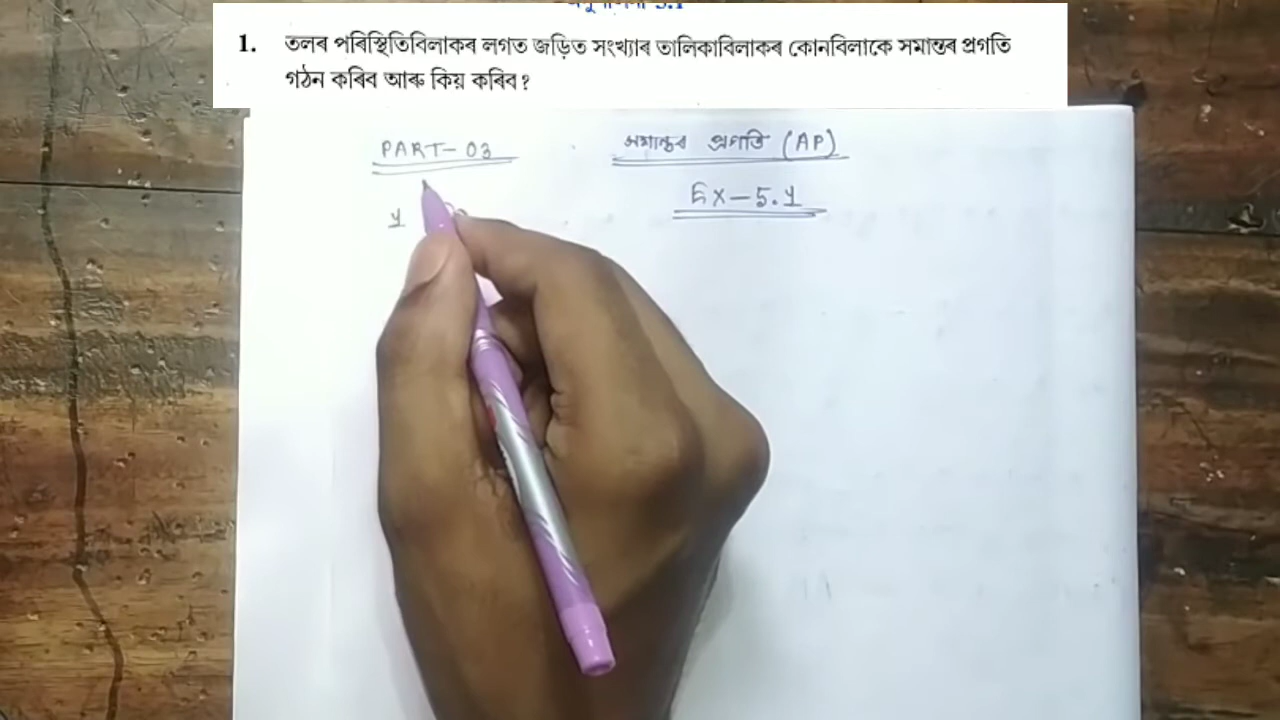 1. তলৰ পৰিস্থিতিবিলাকৰ লগত জড়িত সংখ্যাৰ তালিকাবিলাকৰ কোনবিলাকে সমান্তৰ প্ৰগতি
গঠন কৰিব আৰু কিয় কৰিব?
PART-03
সমান্তৰ প্ৰগতি (AP)
Ex-5.1
1